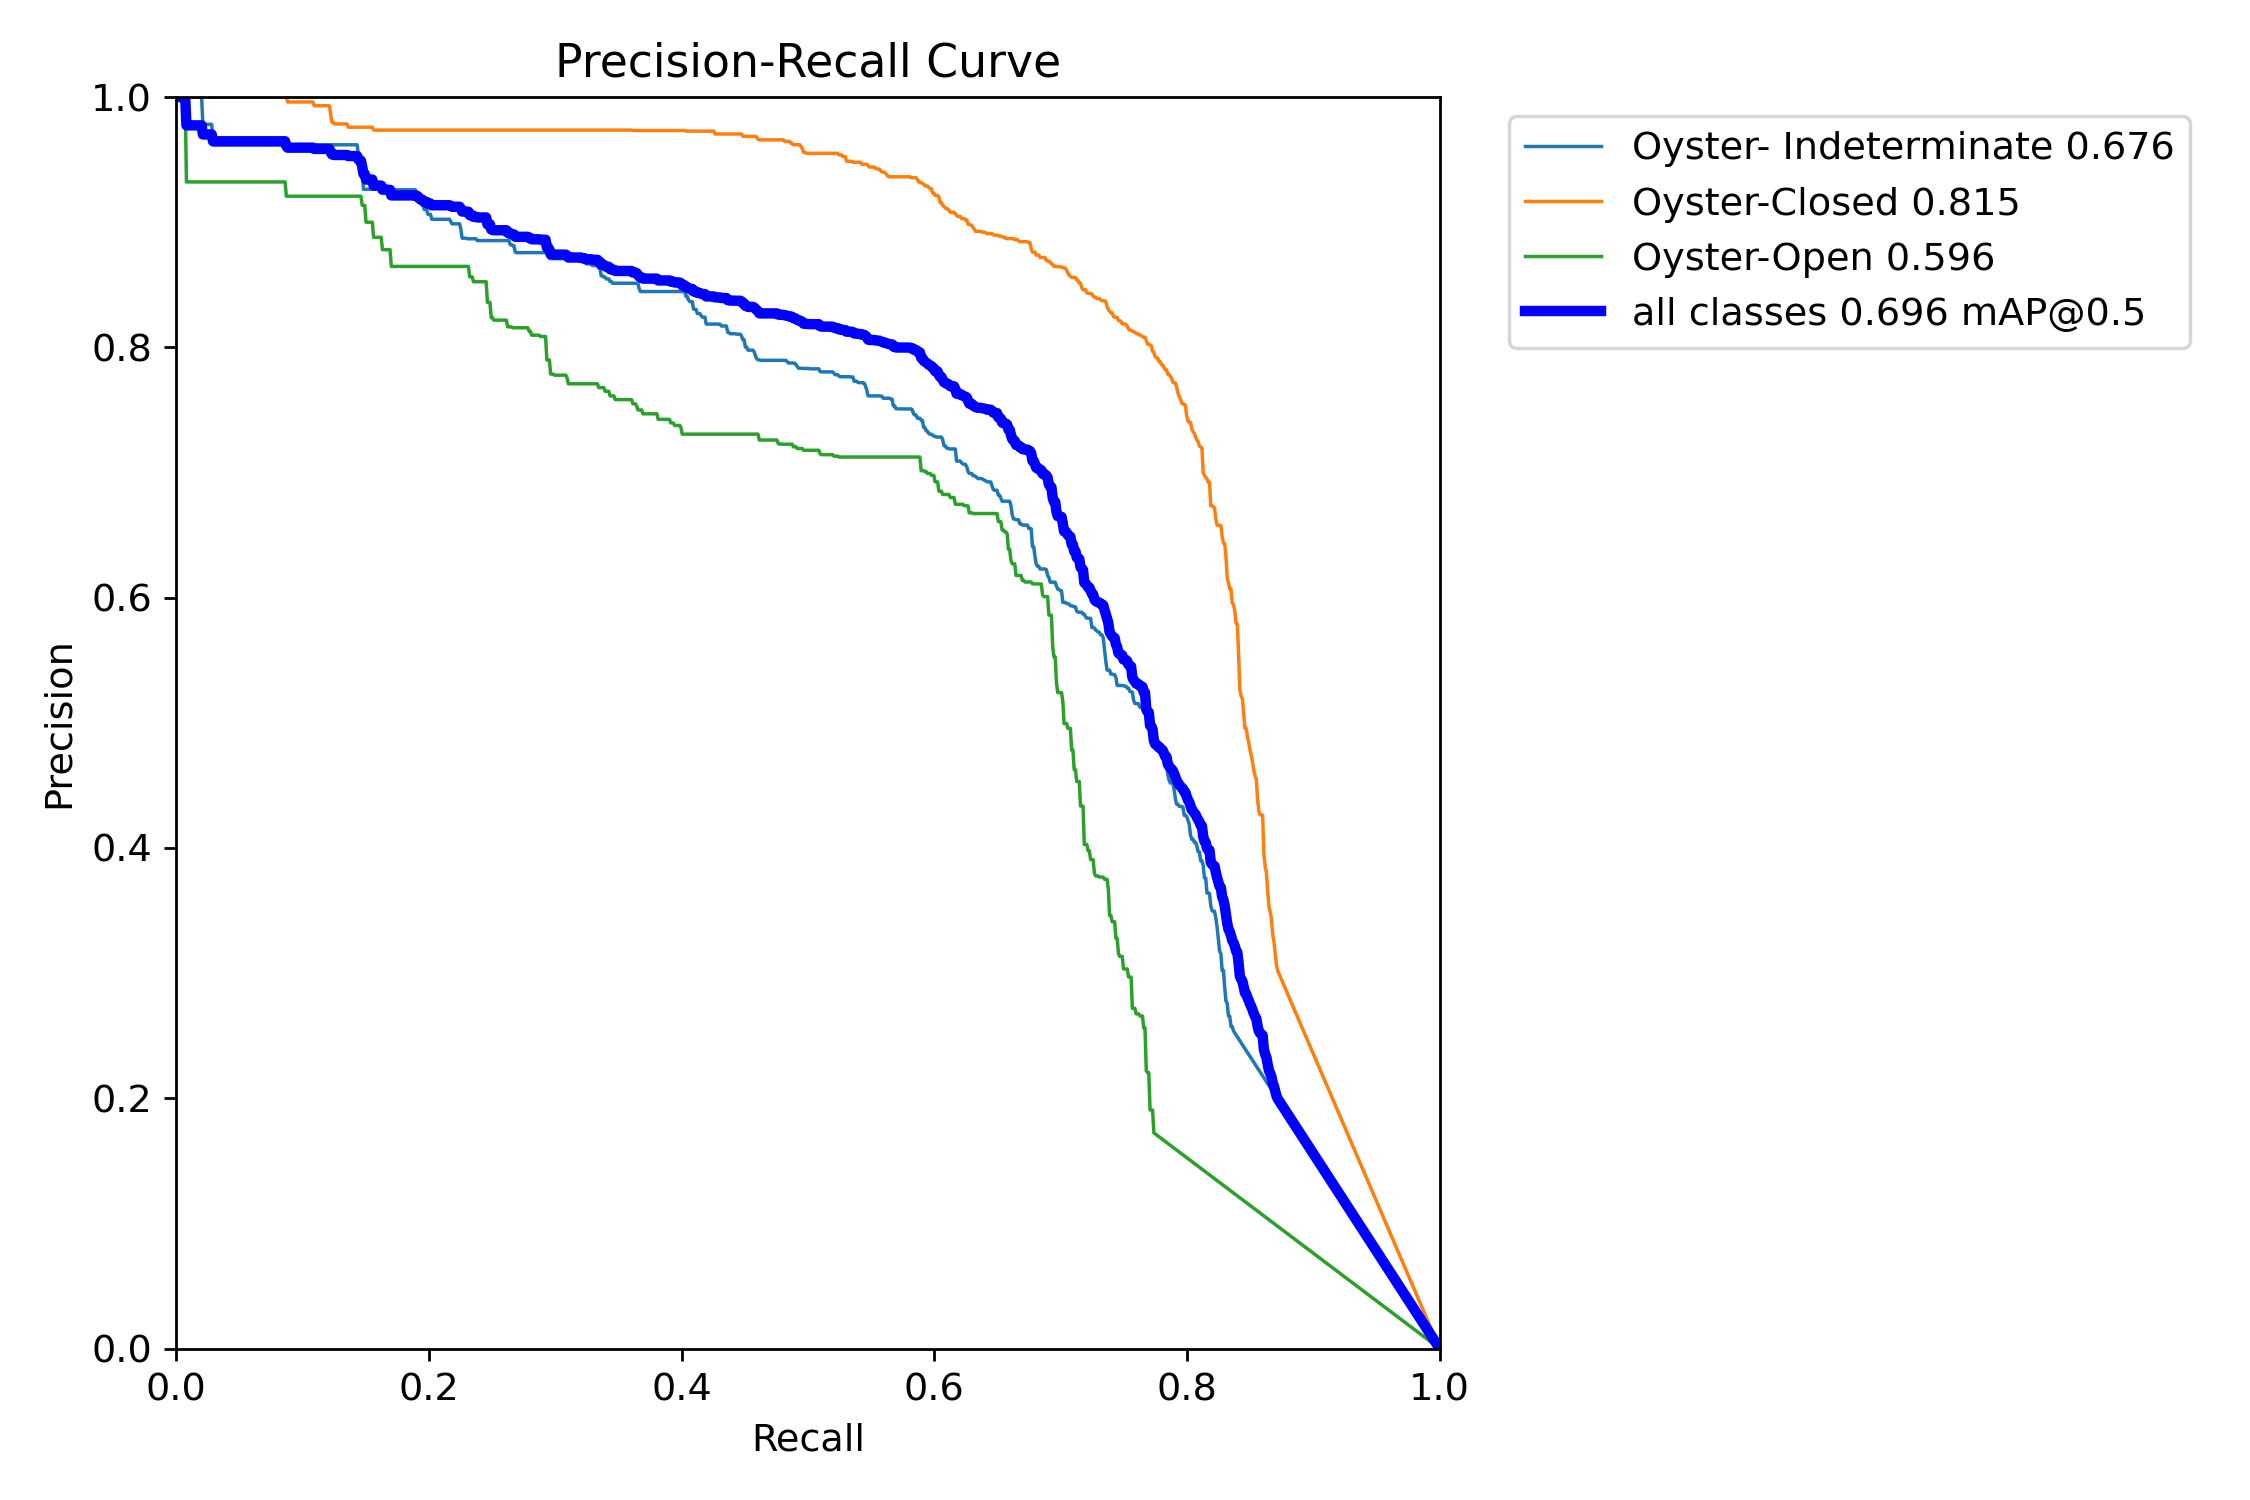 Precision-Recall Curve
1.0
0.8
0.6
0.4
0.2
0.0
Precision
0.0 0.2 0.4 0.6 0.8 1.0
Recall
Oyster- Indeterminate 0.676
Oyster-Closed 0.815
Oyster-Open 0.596
all classes 0.696 mAP@0.5